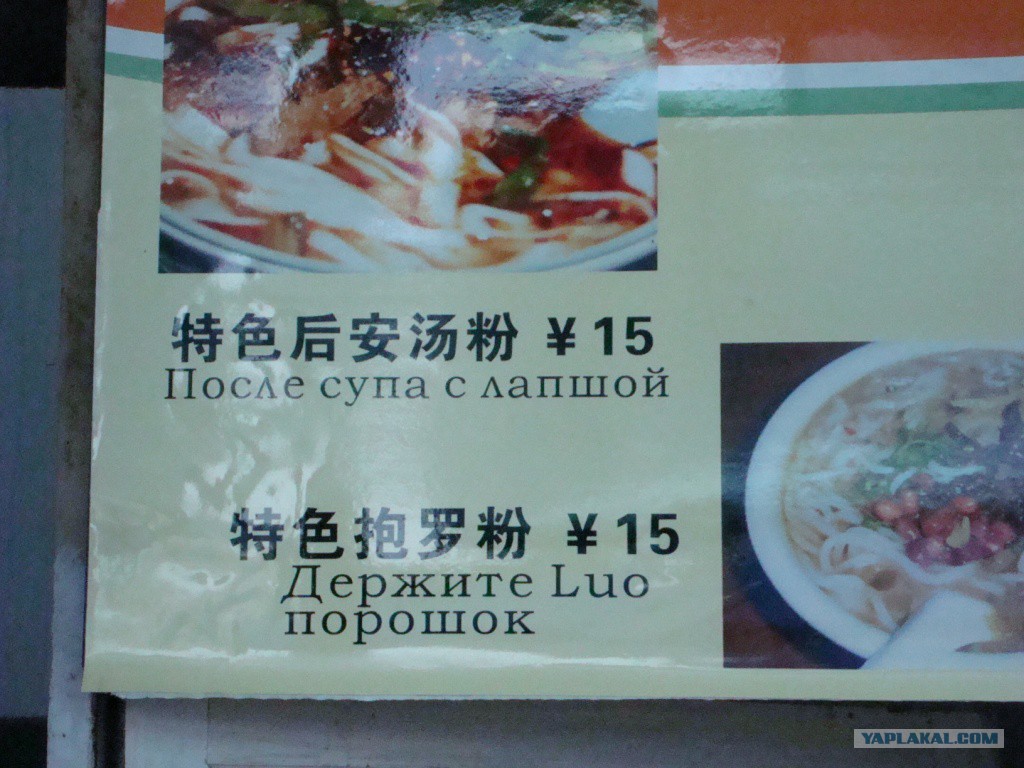 特色后安汤粉 ￥15
После супа с лапшой
特色抱罗粉 ￥15
Держите Luo
порошок
YAPLAKAL.COM